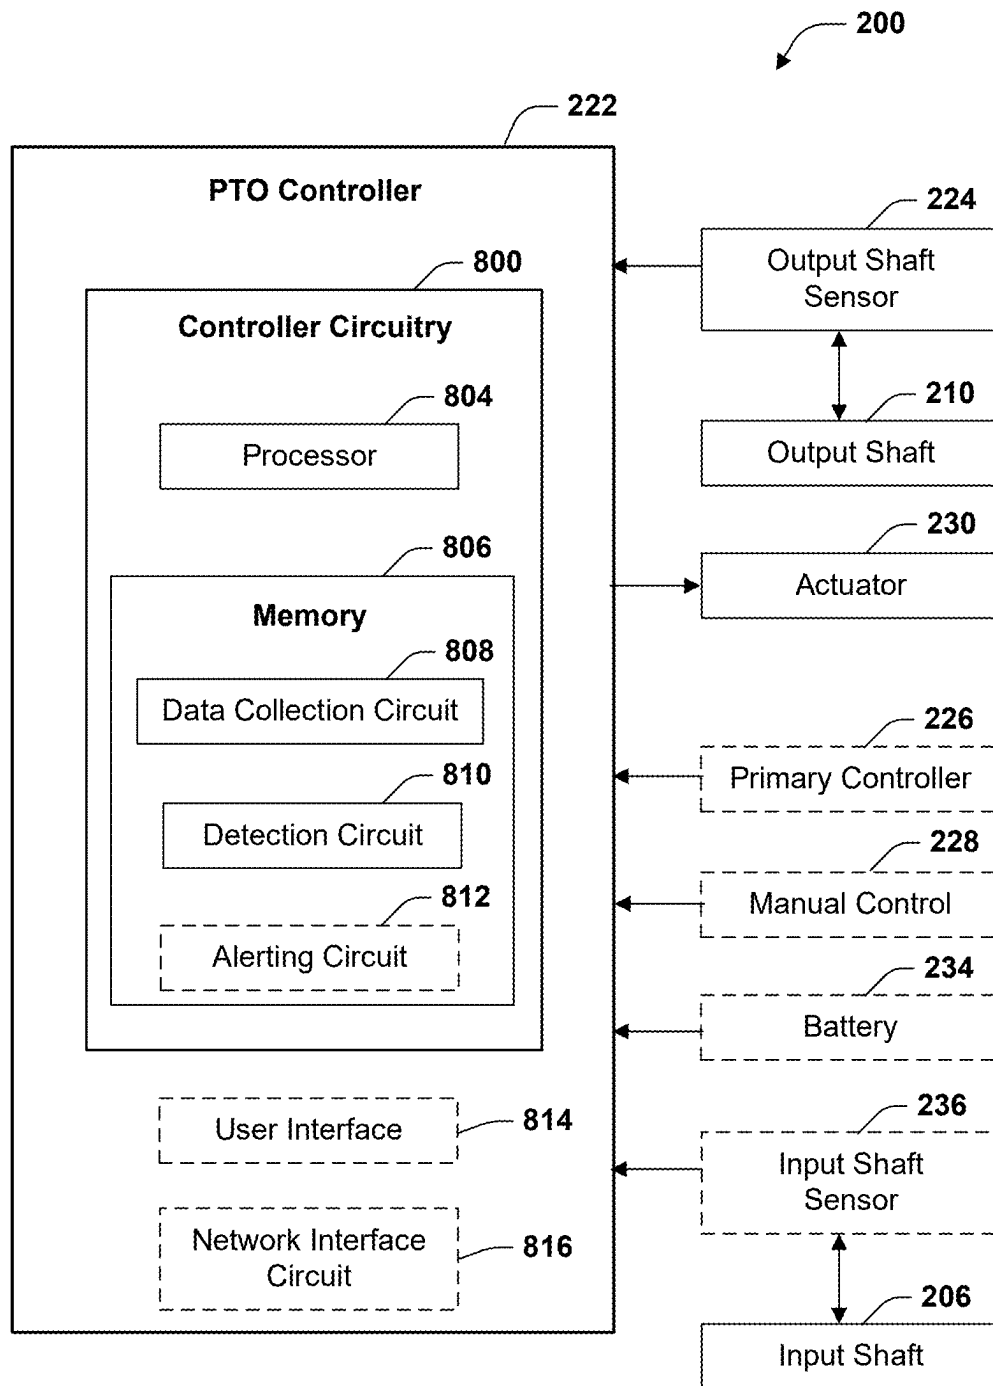 200
222
PTO Controller
800
Controller Circuitry
804
Processor
806
Memory
808
Data Collection Circuit
810
Detection Circuit
812
Alerting Circuit
User Interface
814
Network Interface
Circuit
816
224
Output Shaft
Sensor
210
Output Shaft
230
Actuator
226
Primary Controller
228
Manual Control
234
Battery
236
Input Shaft
Sensor
206
Input Shaft